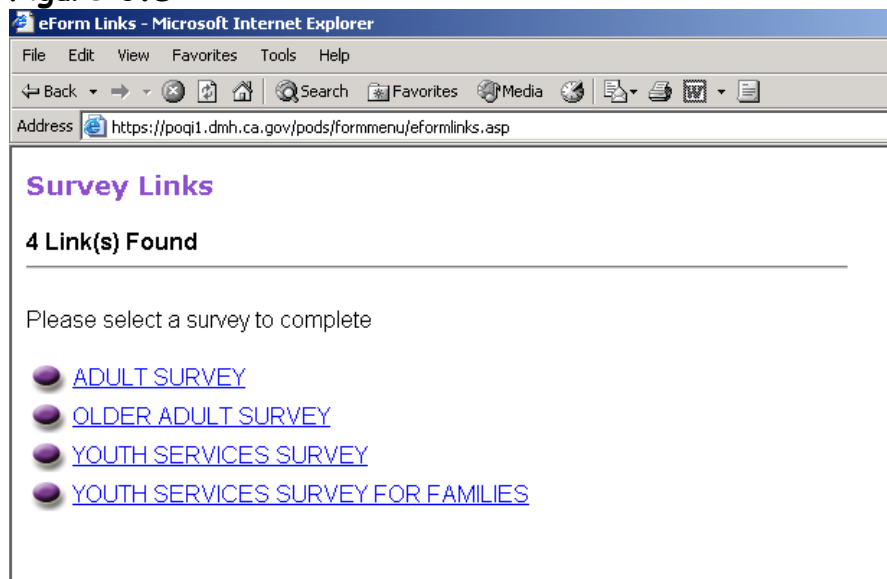 eForm Links - Microsoft Internet Explorer
File Edit View Favorites Tools Help
Back Search Favorites Media
Address https://poqi1.dmh.ca.gov/pods/formmenu/eformlinks.asp
Survey Links
4 Link(s) Found
Please select a survey to complete
ADULT SURVEY
OLDER ADULT SURVEY
YOUTH SERVICES SURVEY
YOUTH SERVICES SURVEY FOR FAMILIES